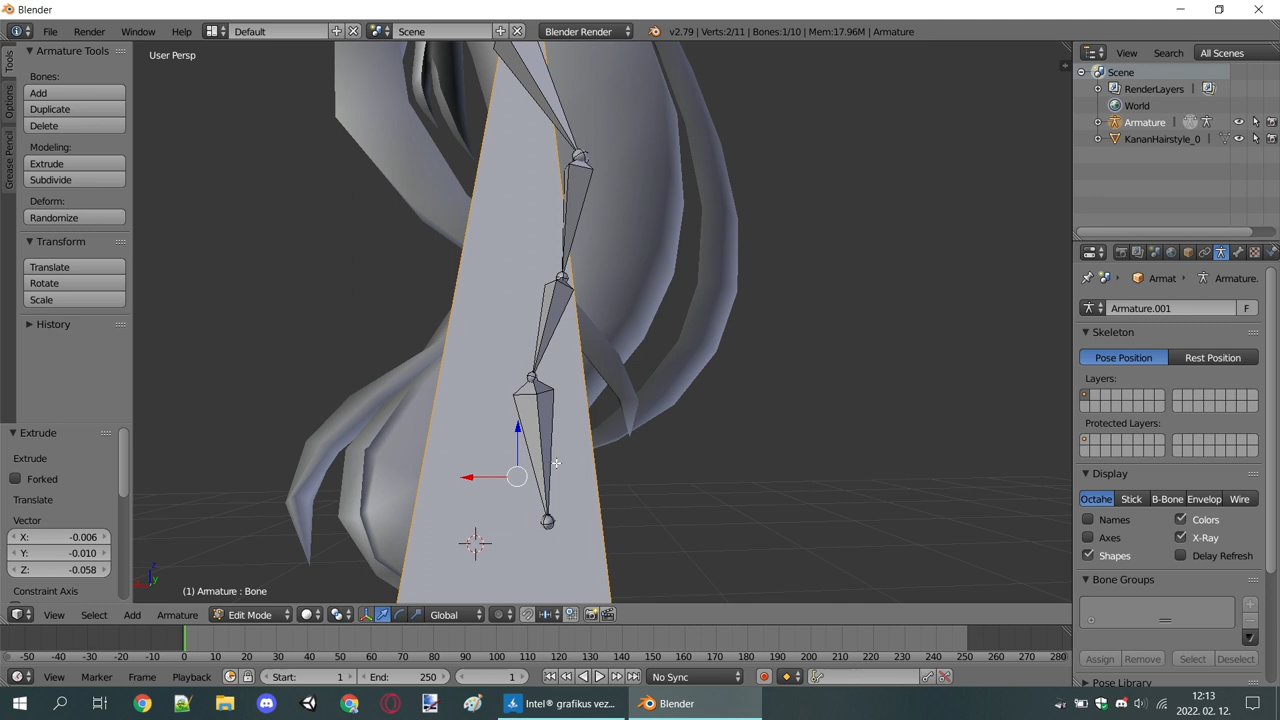 Blender
File Render Window Help
Default
Scene
Blender Render
v2.79 | Verts:2/11 | Bones:1/10 | Mem:17.96M | Armature
Tools
Options
Grease Pencil
Armature Tools
Bones:
Add
Duplicate
Delete
Modeling:
Extrude
Subdivide
Deform:
Randomize
Transform
Translate
Rotate
Scale
History
Extrude
Extrude
Forked
Translate
Vector
X: -0.006
Y: -0.010
Z: -0.058
Constraint Axis
User Persp
(1) Armature : Bone
View Select Add Armature
Edit Mode
Global
View Search All Scenes
Scene
RenderLayers
World
Armature
KananHairstyle_0
Armat
Armature.
Armature.001
F
Skeleton
Pose Position Rest Position
Layers:
Protected Layers:
Display
Octahe Stick B-Bone Envelop Wire
Names Colors
Axes X-Ray
Shapes Delay Refresh
Bone Groups
Assign Remove Select Deselect
Pose Library
-50 -40 -30 -20 -10 0 10 20 30 40 50 60 70 80 90 100 110 120 130 140 150 160 170 180 190 200 210 220 230 240 250 260 270 280
View Marker Frame Playback
Start: 1
End: 250
1
No Sync
Intel® grafikus vez...
Blender
12:13
2022. 02. 12.